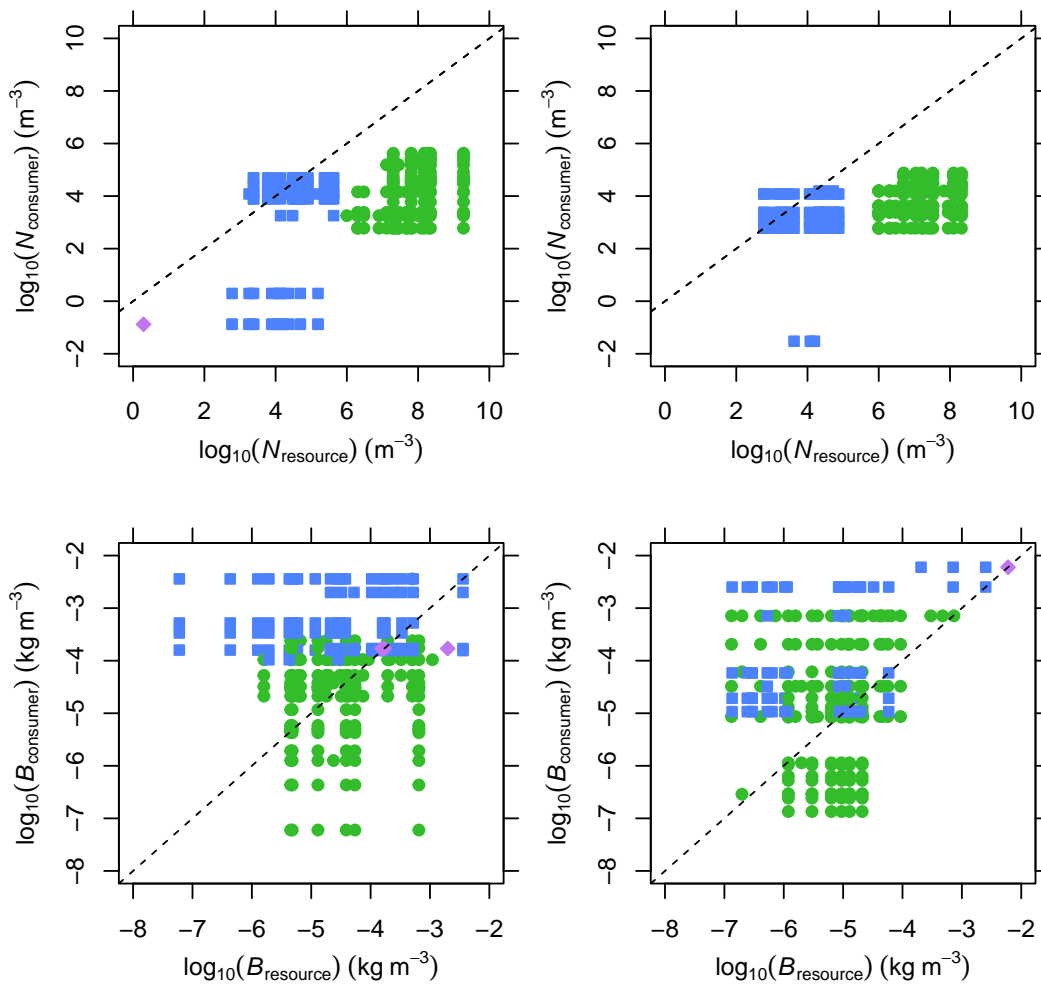 10
8
6
4
2
0
−2
log10(Nconsumer) (m−3)
0 2 4 6 8 10
log10(Nresource) (m−3)
10
8
6
4
2
0
−2
log10(Nconsumer) (m−3)
0 2 4 6 8 10
log10(Nresource) (m−3)
−2
−3
−4
−5
−6
−7
−8
log10(Bconsumer) (kg m−3)
−8 −7 −6 −5 −4 −3 −2
log10(Bresource) (kg m−3)
−2
−3
−4
−5
−6
−7
−8
log10(Bconsumer) (kg m−3)
−8 −7 −6 −5 −4 −3 −2
log10(Bresource) (kg m−3)